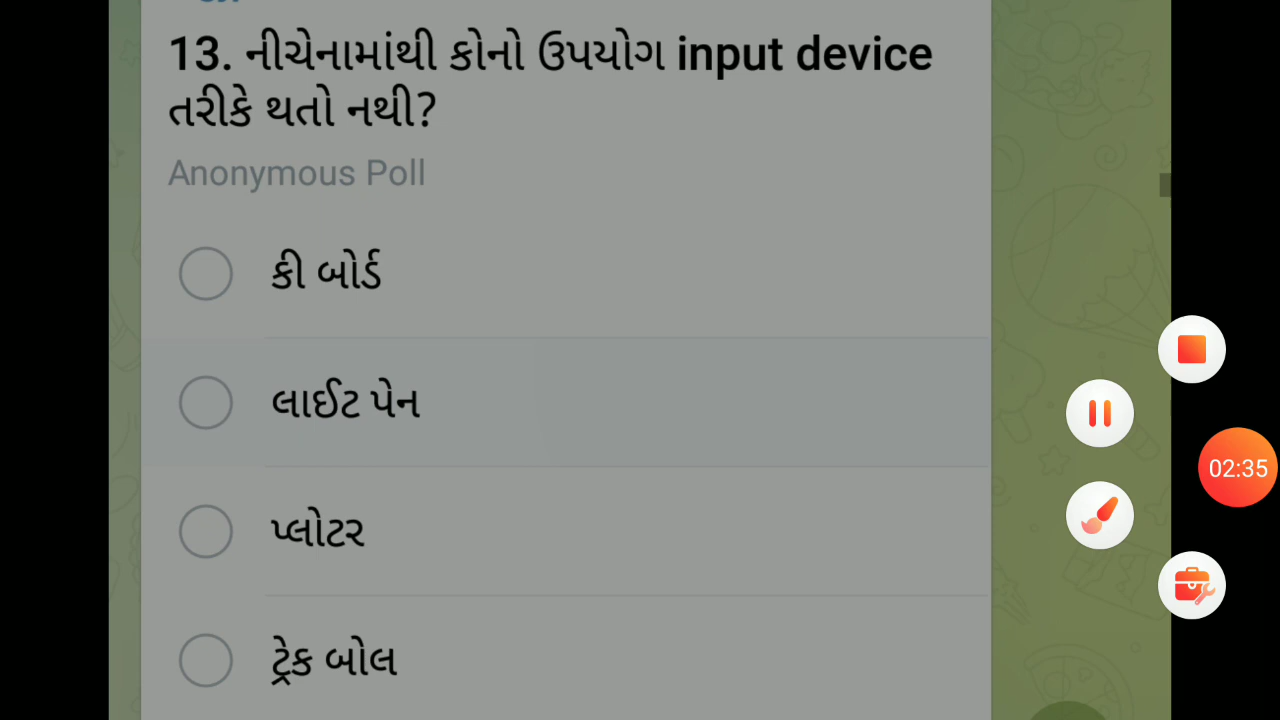 13. નીચેનામાંથી કોનો ઉપયોગ input device
તરીકે થતો નથી?
Anonymous Poll
કી બોર્ડ
લાઈટ પેન
પ્લોટર
ટ્રેક બોલ
02:35